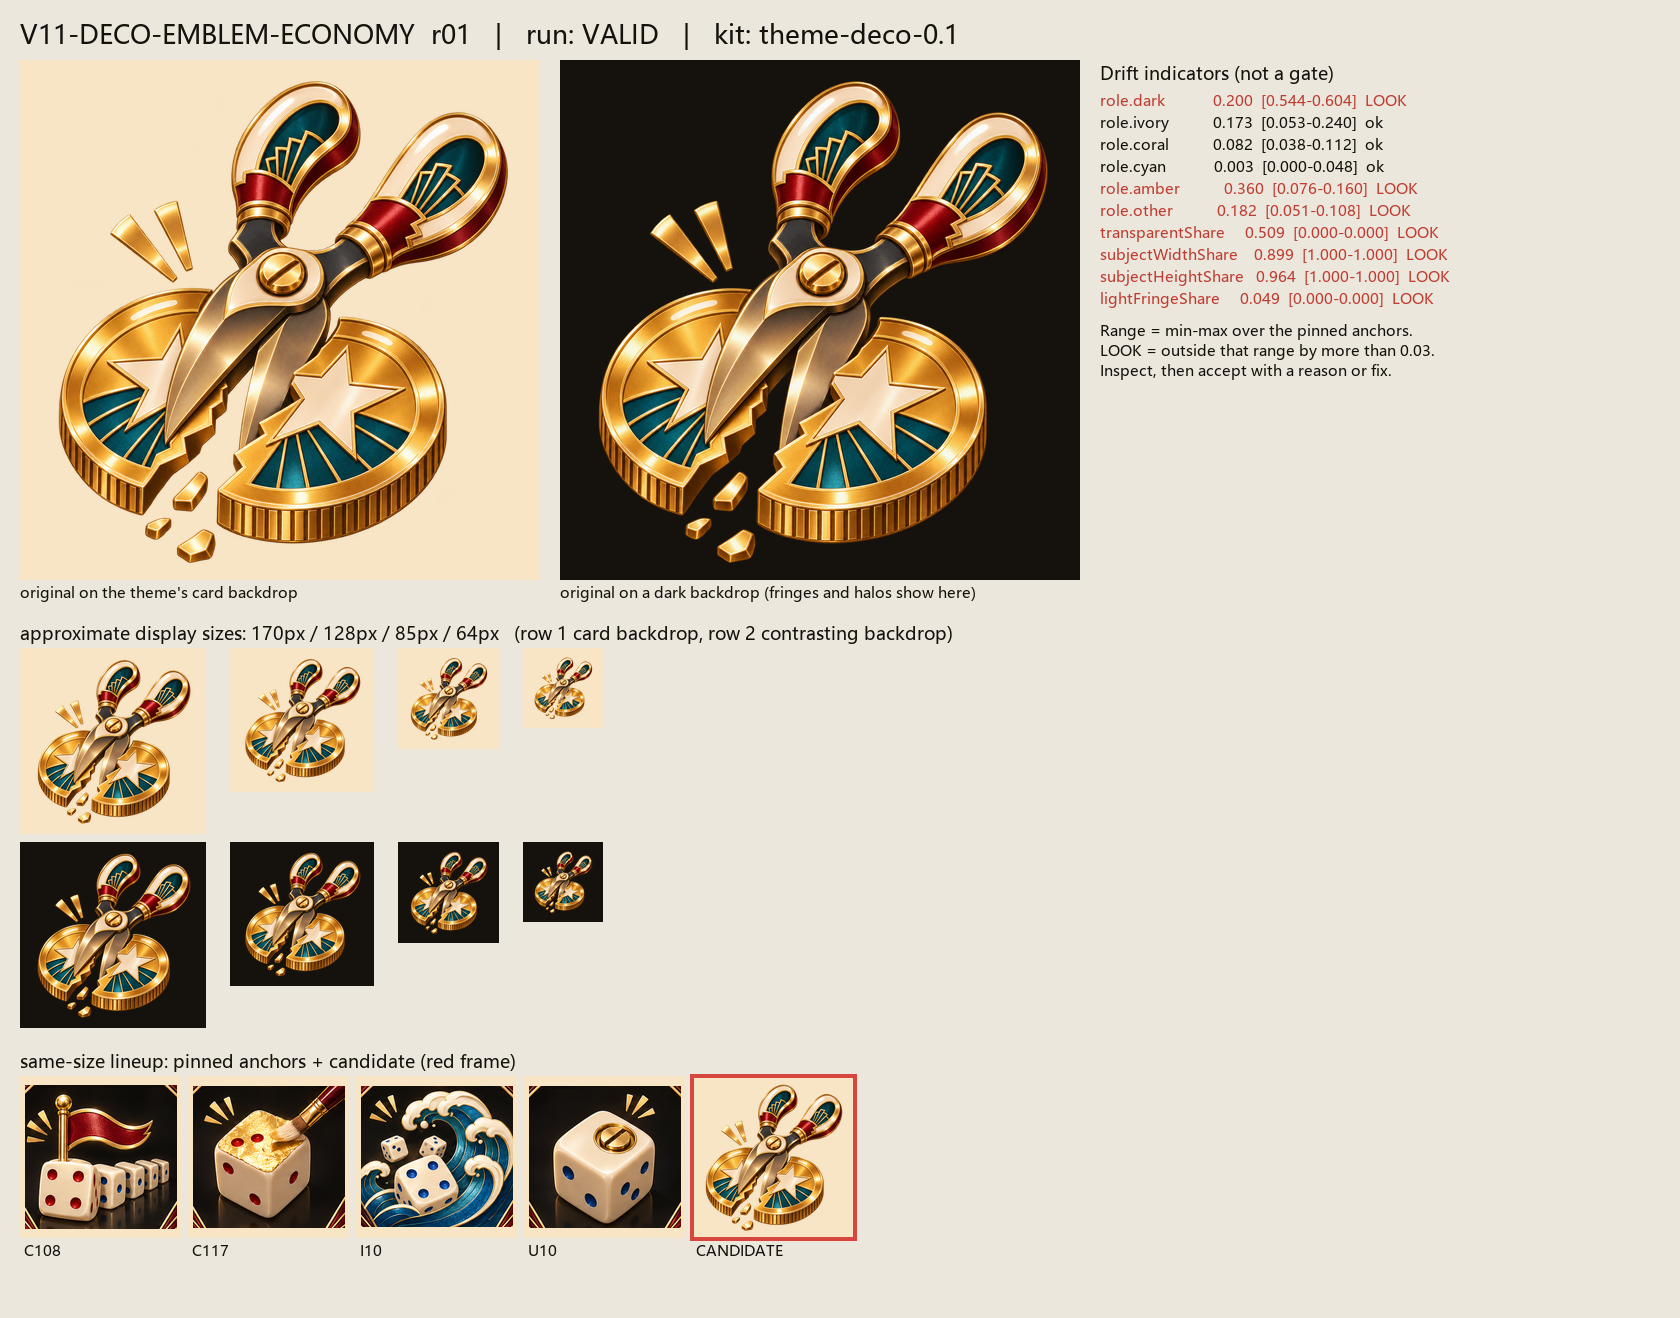 V11-DECO-EMBLEM-ECONOMY r01 | run: VALID | kit: theme-deco-0.1
Drift indicators (not a gate)
role.dark 0.200 [0.544-0.604] LOOK
role.ivory 0.173 [0.053-0.240] ok
role.coral 0.082 [0.038-0.112] ok
role.cyan 0.003 [0.000-0.048] ok
role.amber 0.360 [0.076-0.160] LOOK
role.other 0.182 [0.051-0.108] LOOK
transparentShare 0.509 [0.000-0.000] LOOK
subjectWidthShare 0.899 [1.000-1.000] LOOK
subjectHeightShare 0.964 [1.000-1.000] LOOK
lightFringeShare 0.049 [0.000-0.000] LOOK
Range = min-max over the pinned anchors.
LOOK = outside that range by more than 0.03.
Inspect, then accept with a reason or fix.
original on the theme's card backdrop
original on a dark backdrop (fringes and halos show here)
approximate display sizes: 170px / 128px / 85px / 64px (row 1 card backdrop, row 2 contrasting backdrop)
same-size lineup: pinned anchors + candidate (red frame)
C108
C117
I10
U10
CANDIDATE